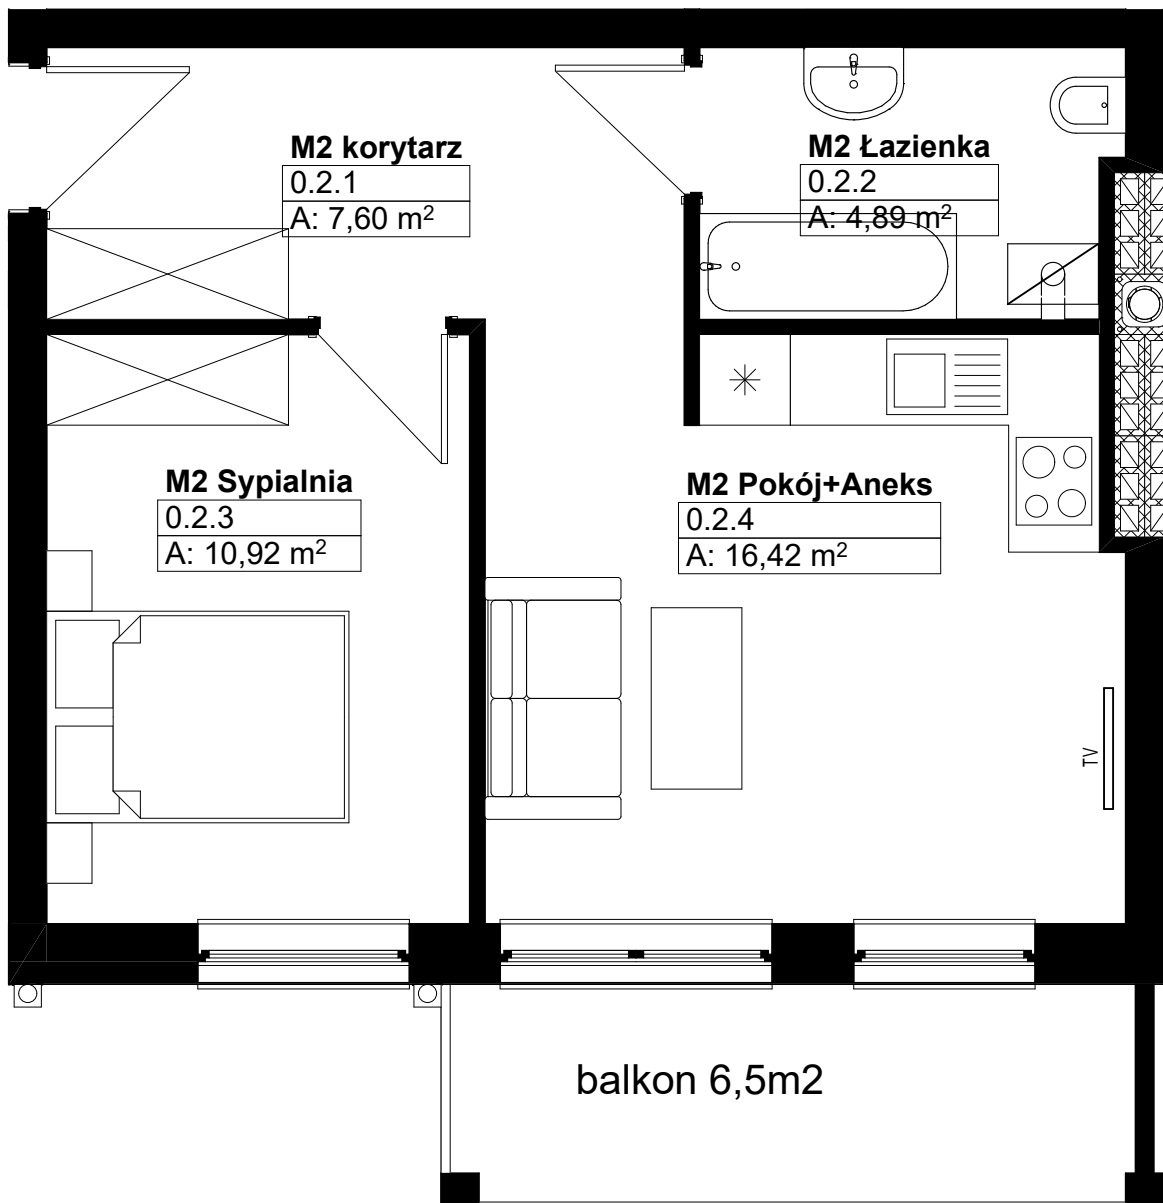 M2 korytarz
0.2.1
A: 7,60 m²
M2 Łazienka
0.2.2
A: 4,89 m²
M2 Sypialnia
0.2.3
A: 10,92 m²
M2 Pokój+Aneks
0.2.4
A: 16,42 m²
TV
balkon 6,5m2